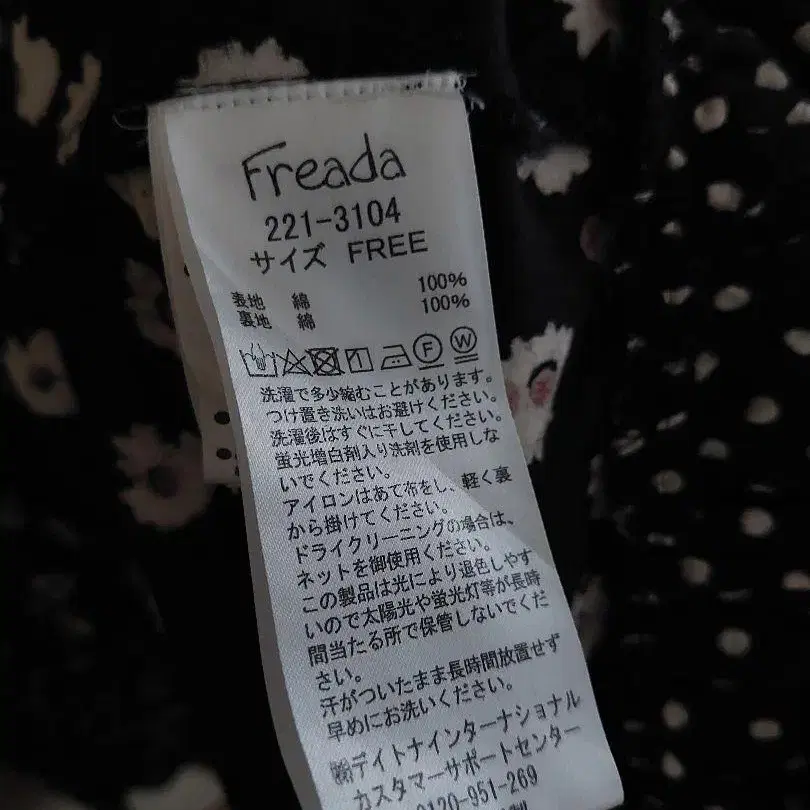 Freada
221-3104
サイズ FREE
表地 綿 100%
裏地 綿 100%
F W
洗濯で多少縮むことがあります。
つけ置き洗いはお避けください。
洗濯後はすぐに干してください。
蛍光増白剤入り洗剤を使用しな
いでください。
アイロンはあて布をし、軽く裏
から掛けてください。
ドライクリーニングの場合は、
ネットを御使用ください。
この製品は光により退色しやす
いので太陽光や蛍光灯等が長時
間当たる所で保管しないでくだ
さい。
汗がついたまま長時間放置せず
早めにお洗いください。
㈱デイトナインターナショナル
カスタマーサポートセンター
0120-951-269